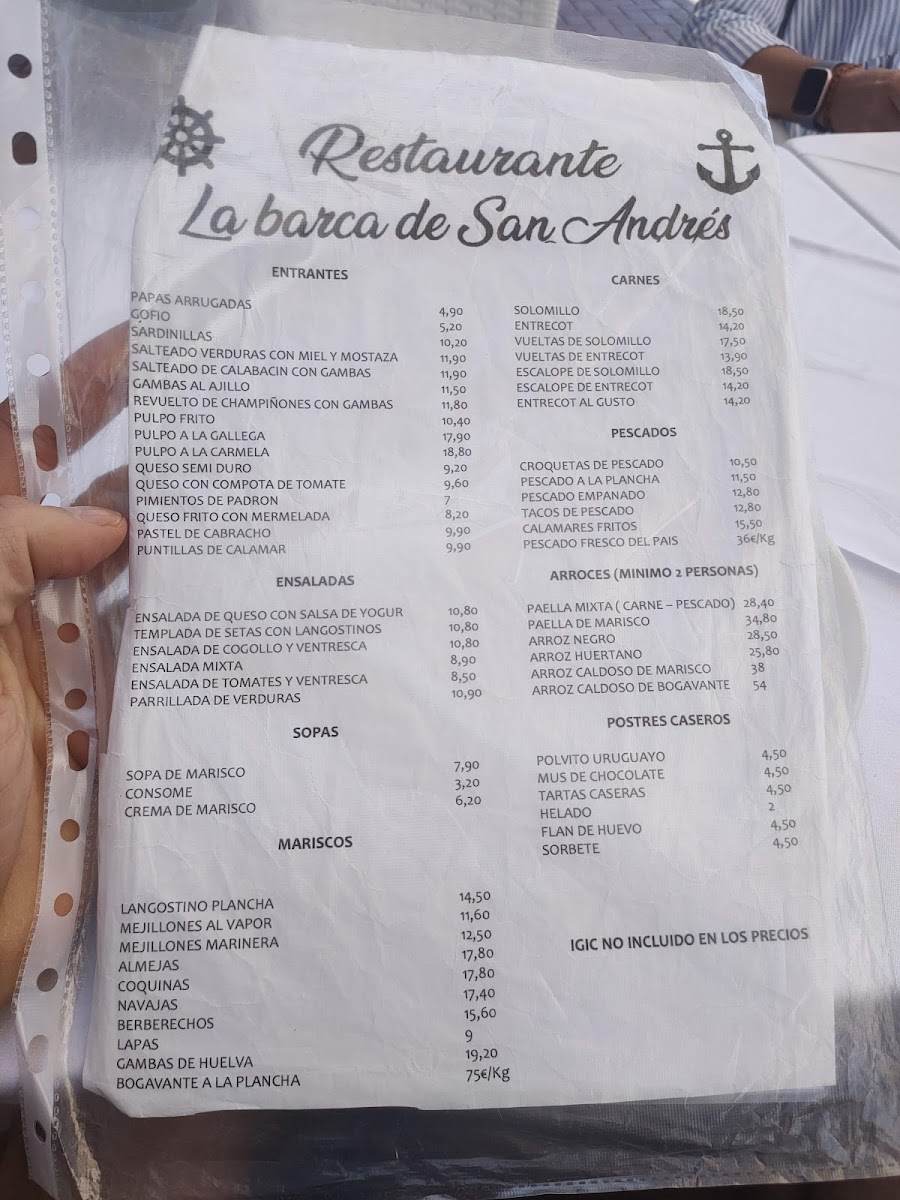 Restaurante
La barca de San Andrés
ENTRANTES
PAPAS ARRUGADAS 4,90
GOFIO 5,20
SARDINILLAS 10,20
SALTEADO VERDURAS CON MIEL Y MOSTAZA 11,90
SALTEADO DE CALABACIN CON GAMBAS 11,90
GAMBAS AL AJILLO 11,50
REVUELTO DE CHAMPIÑONES CON GAMBAS 11,80
PULPO FRITO 10,40
PULPO A LA GALLEGA 17,90
PULPO A LA CARMELA 18,80
QUESO SEMI DURO 9,20
QUESO CON COMPOTA DE TOMATE 9,60
PIMIENTOS DE PADRON 7
QUESO FRITO CON MERMELADA 8,20
PASTEL DE CABRACHO 9,90
PUNTILLAS DE CALAMAR 9,90
ENSALADAS
ENSALADA DE QUESO CON SALSA DE YOGUR 10,80
TEMPLADA DE SETAS CON LANGOSTINOS 10,80
ENSALADA DE COGOLLO Y VENTRESCA 10,80
ENSALADA MIXTA 8,90
ENSALADA DE TOMATES Y VENTRESCA 8,50
PARRILLADA DE VERDURAS 10,90
SOPAS
SOPA DE MARISCO 7,90
CONSOME 3,20
CREMA DE MARISCO 6,20
MARISCOS
LANGOSTINO PLANCHA 14,50
MEJILLONES AL VAPOR 11,60
MEJILLONES MARINERA 12,50
ALMEJAS 17,80
COQUINAS 17,80
NAVAJAS 17,40
BERBERECHOS 15,60
LAPAS 9
GAMBAS DE HUELVA 19,20
BOGAVANTE A LA PLANCHA 75€/Kg
CARNES
SOLOMILLO 18,50
ENTRECOT 14,20
VUELTAS DE SOLOMILLO 17,50
VUELTAS DE ENTRECOT 13,90
ESCALOPE DE SOLOMILLO 18,50
ESCALOPE DE ENTRECOT 14,20
ENTRECOT AL GUSTO 14,20
PESCADOS
CROQUETAS DE PESCADO 10,50
PESCADO A LA PLANCHA 11,50
PESCADO EMPANADO 12,80
TACOS DE PESCADO 12,80
CALAMARES FRITOS 15,50
PESCADO FRESCO DEL PAIS 36€/Kg
ARROCES (MINIMO 2 PERSONAS)
PAELLA MIXTA ( CARNE – PESCADO) 28,40
PAELLA DE MARISCO 34,80
ARROZ NEGRO 28,50
ARROZ HUERTANO 25,80
ARROZ CALDOSO DE MARISCO 38
ARROZ CALDOSO DE BOGAVANTE 54
POSTRES CASEROS
POLVITO URUGUAYO 4,50
MUS DE CHOCOLATE 4,50
TARTAS CASERAS 4,50
HELADO 2
FLAN DE HUEVO 4,50
SORBETE 4,50
IGIC NO INCLUIDO EN LOS PRECIOS